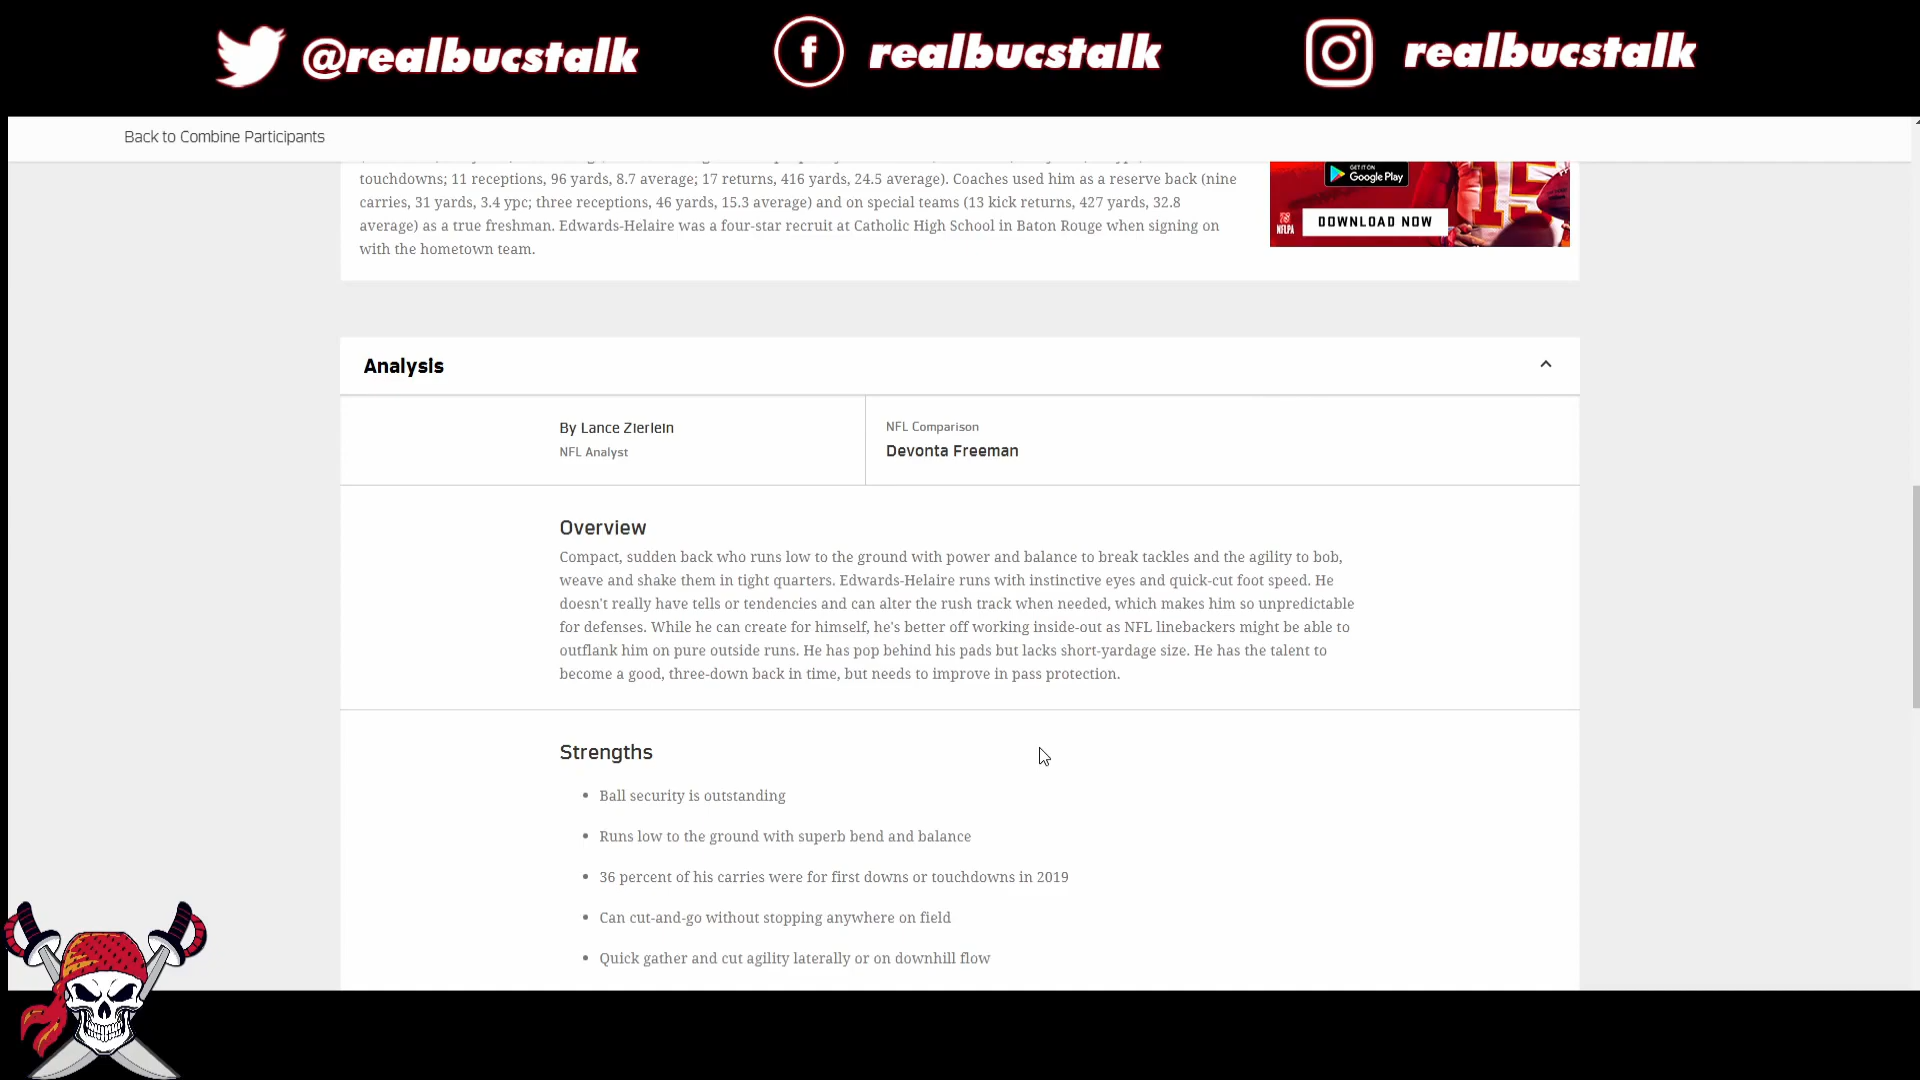 @realbucstalk
realbucstalk
realbucstalk
Back to Combine Participants
touchdowns; 11 receptions, 96 yards, 8.7 average; 17 returns, 416 yards, 24.5 average). Coaches used him as a reserve back (nine
carries, 31 yards, 3.4 ypc; three receptions, 46 yards, 15.3 average) and on special teams (13 kick returns, 427 yards, 32.8
average) as a true freshman. Edwards-Helaire was a four-star recruit at Catholic High School in Baton Rouge when signing on
with the hometown team.
GET IT ON
Google Play
15
NFLPA
DOWNLOAD NOW
Analysis
By Lance Zierlein
NFL Analyst
NFL Comparison
Devonta Freeman
Overview
Compact, sudden back who runs low to the ground with power and balance to break tackles and the agility to bob,
weave and shake them in tight quarters. Edwards-Helaire runs with instinctive eyes and quick-cut foot speed. He
doesn't really have tells or tendencies and can alter the rush track when needed, which makes him so unpredictable
for defenses. While he can create for himself, he's better off working inside-out as NFL linebackers might be able to
outflank him on pure outside runs. He has pop behind his pads but lacks short-yardage size. He has the talent to
become a good, three-down back in time, but needs to improve in pass protection.
Strengths
• Ball security is outstanding
• Runs low to the ground with superb bend and balance
• 36 percent of his carries were for first downs or touchdowns in 2019
• Can cut-and-go without stopping anywhere on field
• Quick gather and cut agility laterally or on downhill flow